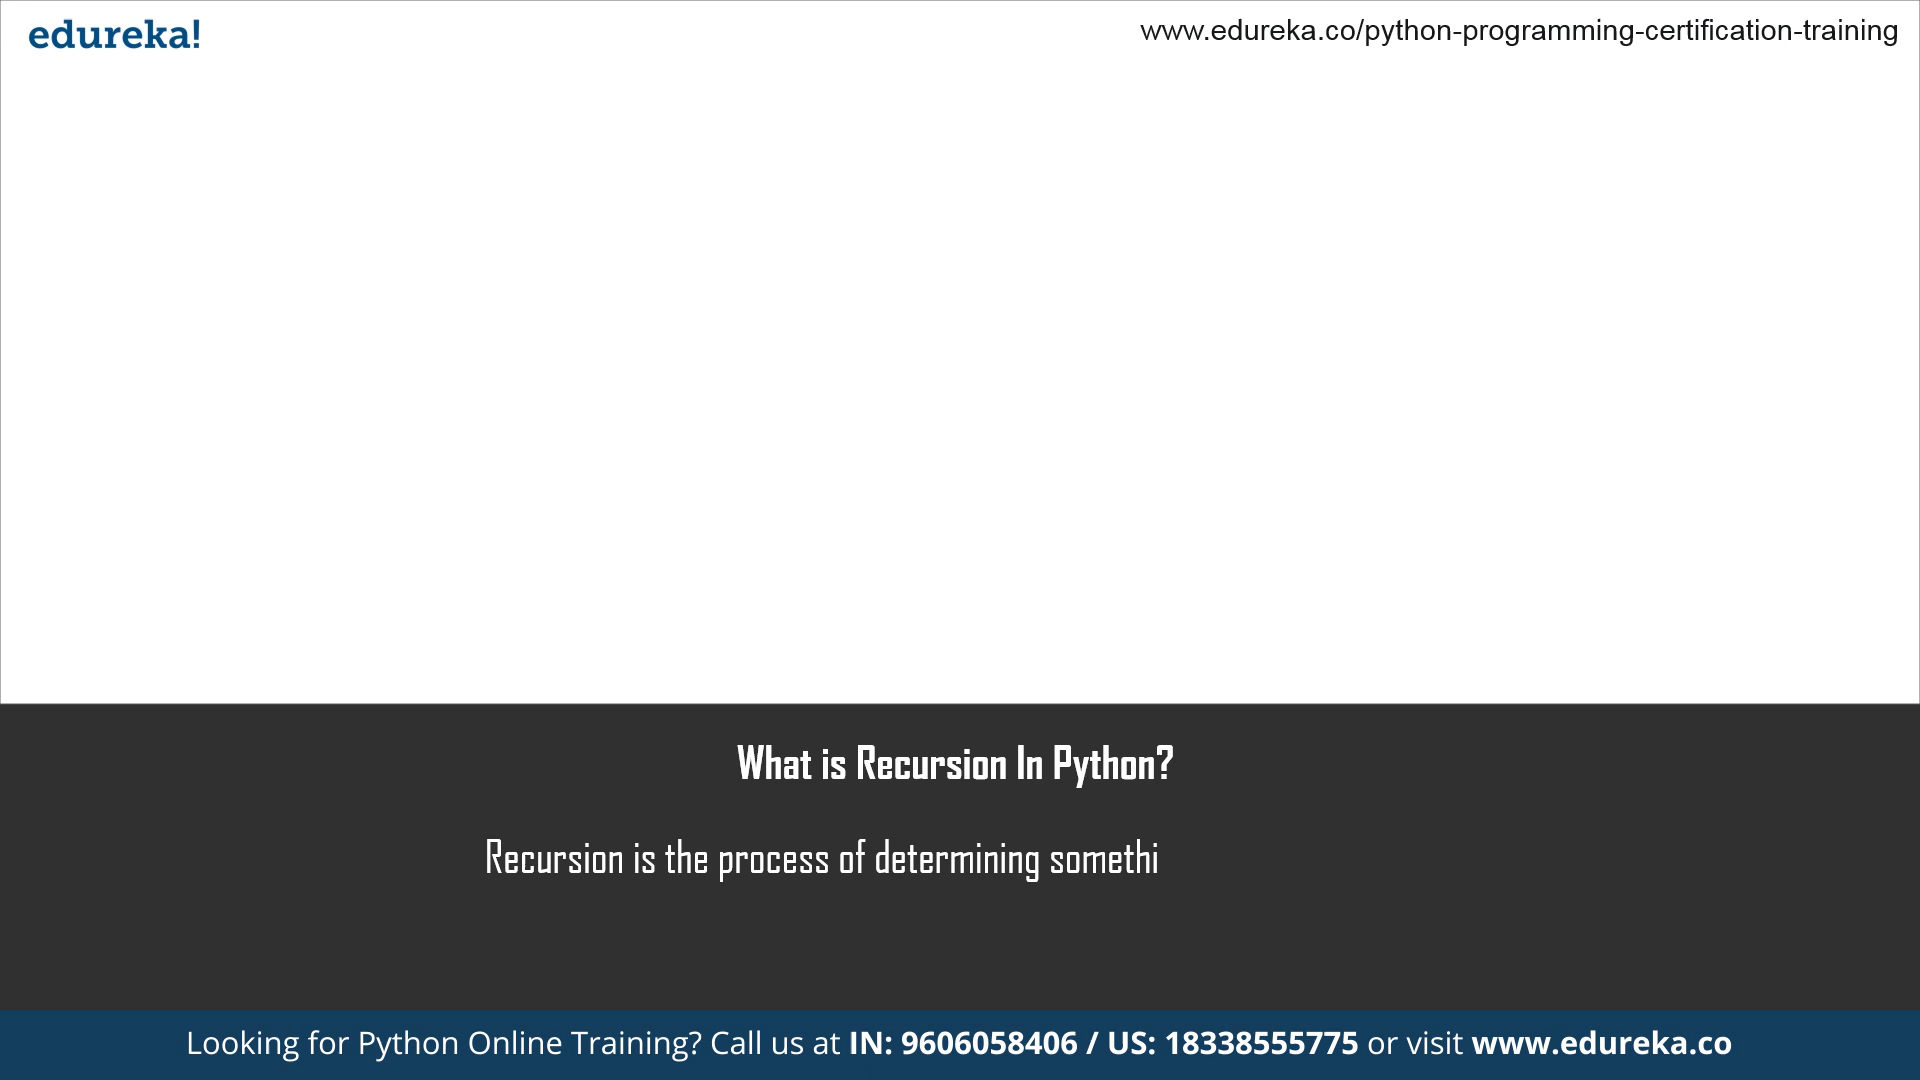 edureka!
www.edureka.co/python-programming-certification-training
What is Recursion In Python?
Recursion is the process of determining somethi
Looking for Python Online Training? Call us at IN: 9606058406 / US: 18338555775 or visit www.edureka.co